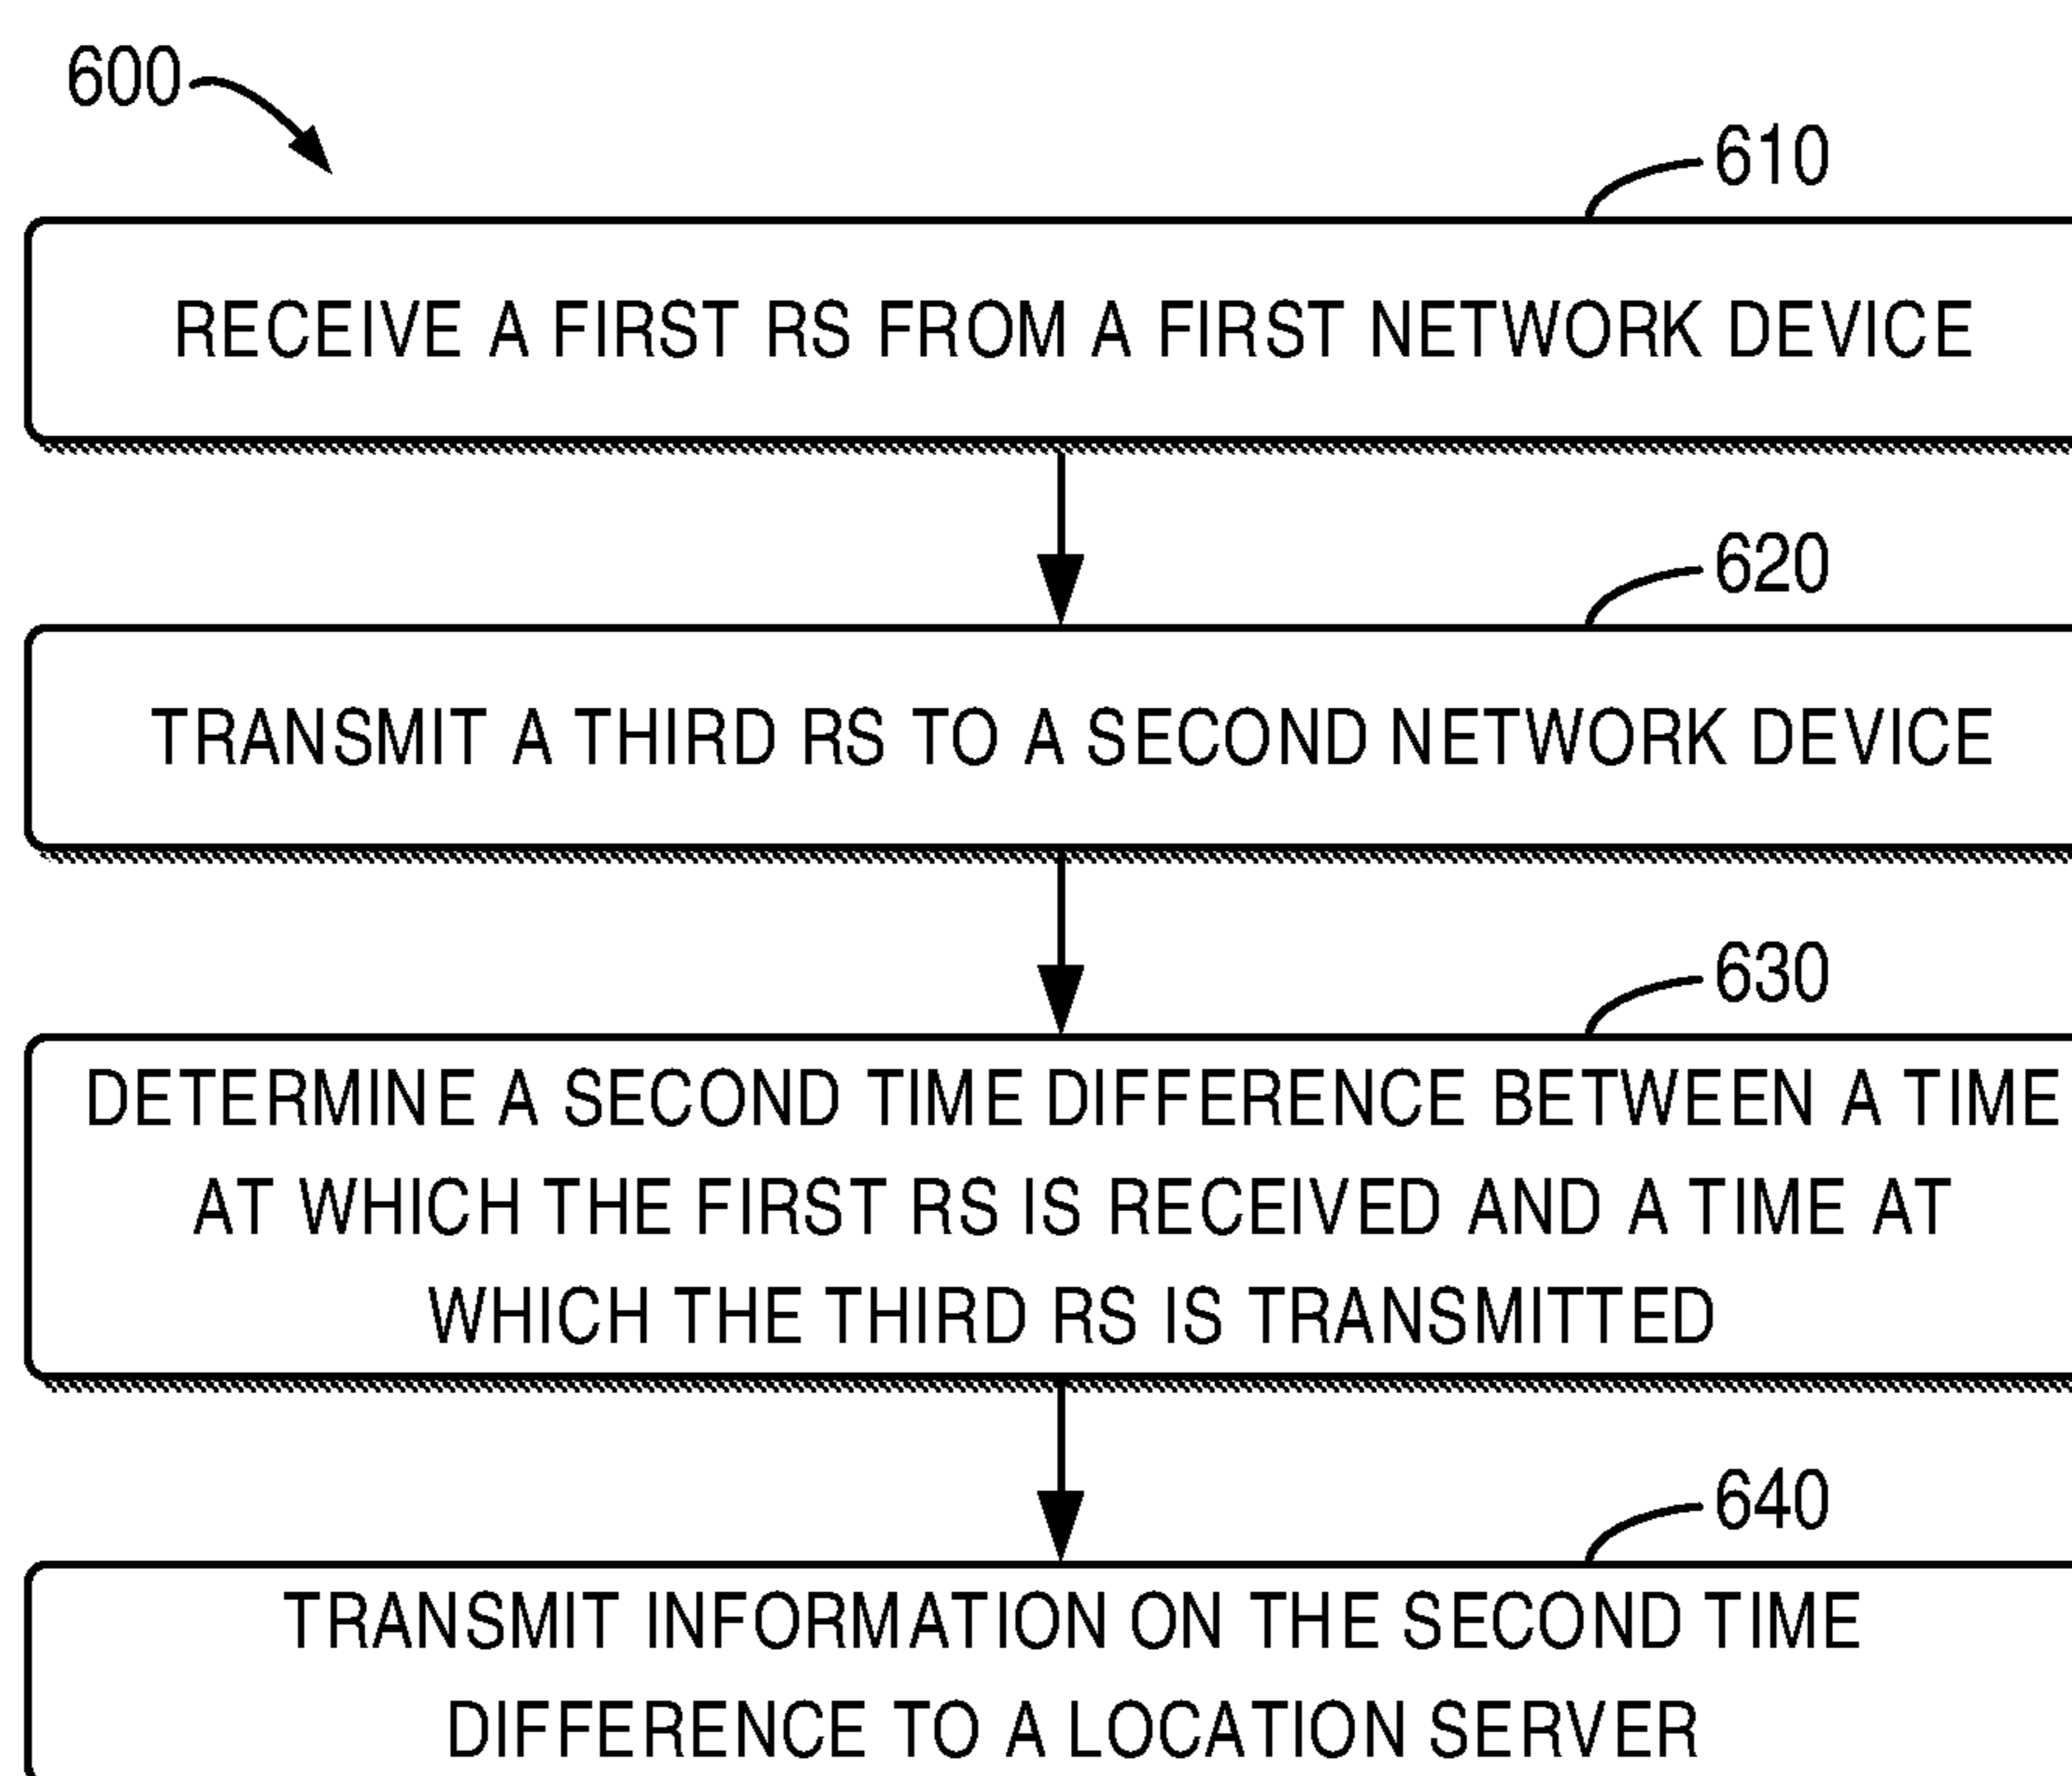 600
610
RECEIVE A FIRST RS FROM A FIRST NETWORK DEVICE
620
TRANSMIT A THIRD RS TO A SECOND NETWORK DEVICE
630
DETERMINE A SECOND TIME DIFFERENCE BETWEEN A TIME
AT WHICH THE FIRST RS IS RECEIVED AND A TIME AT
WHICH THE THIRD RS IS TRANSMITTED
640
TRANSMIT INFORMATION ON THE SECOND TIME
DIFFERENCE TO A LOCATION SERVER